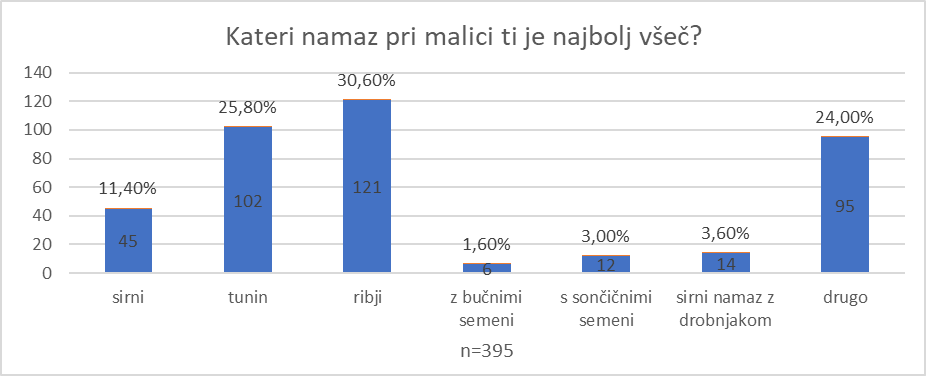 Kateri namaz pri malici ti je najbolj všeč?
140
120
100
80
60
40
20
0
11,40%
25,80%
30,60%
1,60%
3,00%
3,60%
24,00%
45
102
121
6
12
14
95
sirni
tunin
ribji
z bučnimi
semeni
s sončičnimi
semeni
sirni namaz z
drobnjakom
drugo
n=395